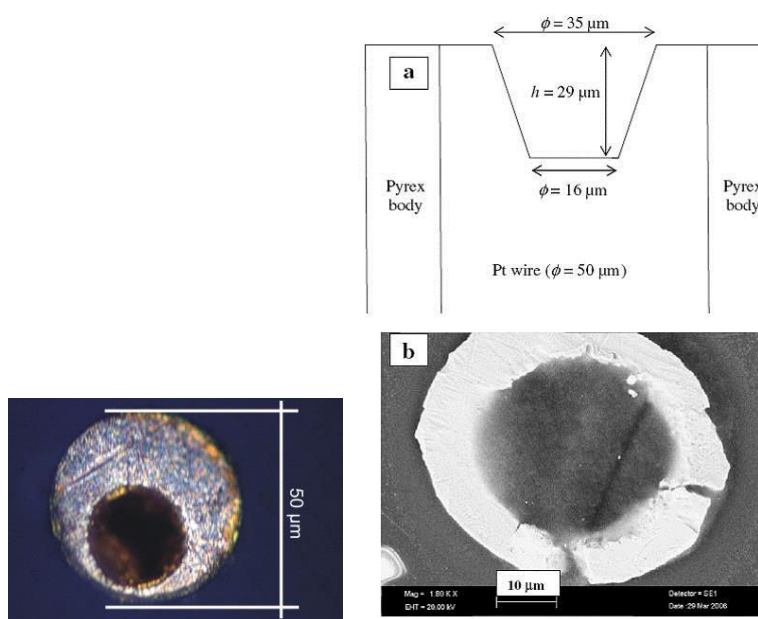 ϕ = 35 µm
a
h = 29 µm
ϕ = 16 µm
Pyrex
body
Pyrex
body
Pt wire (ϕ = 50 µm)
b
10 µm
Mag = 1.80 K X
EHT = 20.00 kV
Detector = SE1
Date :29 Mar 2006
50 µm